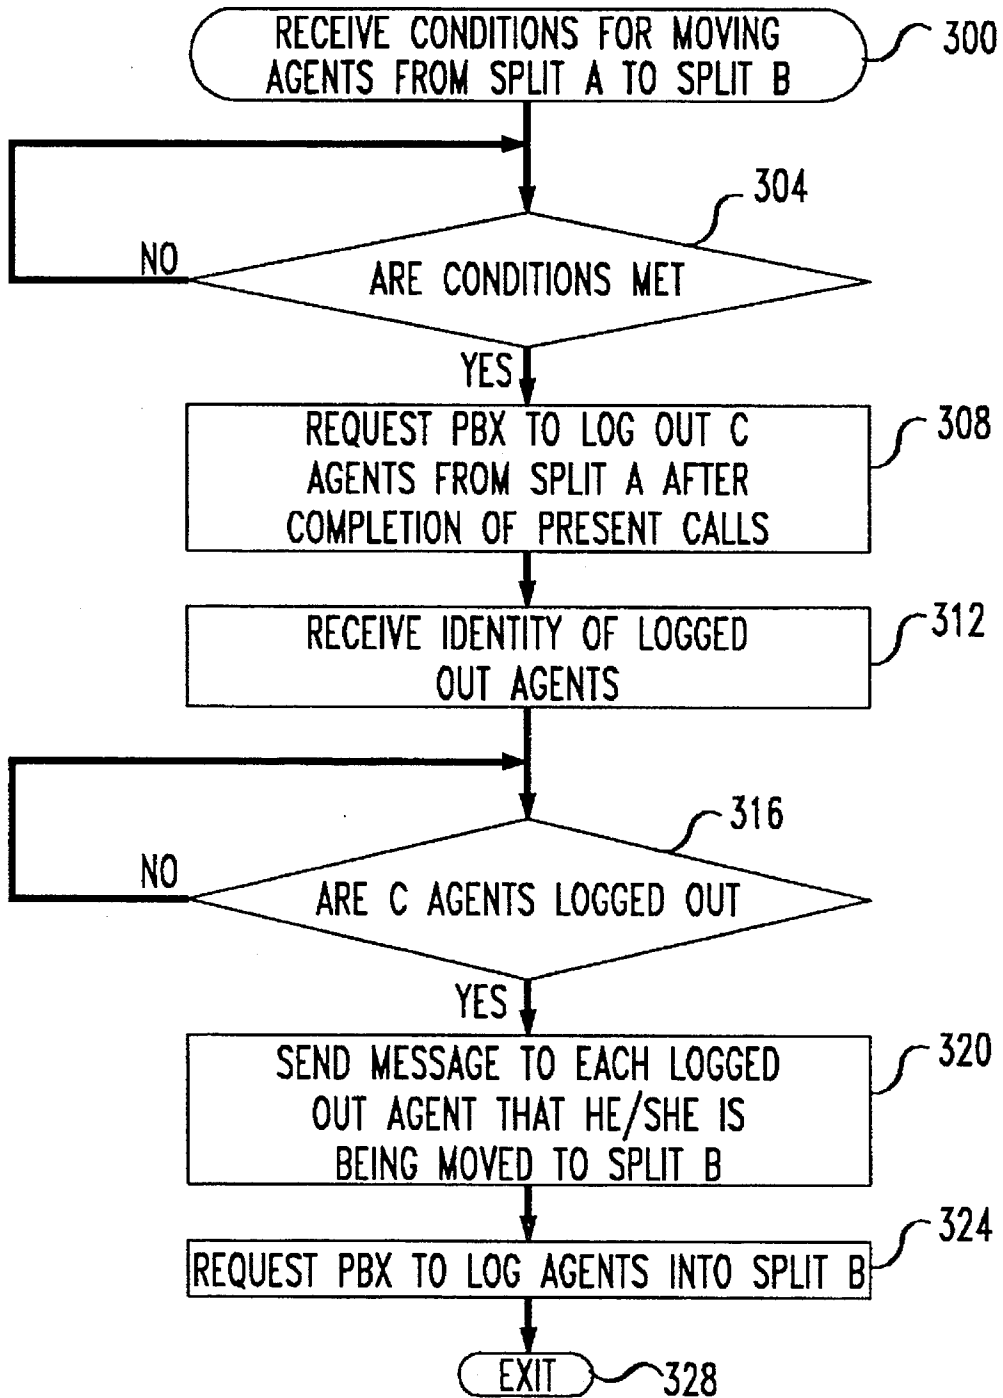 RECEIVE CONDITIONS FOR MOVING
AGENTS FROM SPLIT A TO SPLIT B
300
304
NO
ARE CONDITIONS MET
YES
REQUEST PBX TO LOG OUT C
AGENTS FROM SPLIT A AFTER
COMPLETION OF PRESENT CALLS
308
RECEIVE IDENTITY OF LOGGED
OUT AGENTS
312
316
NO
ARE C AGENTS LOGGED OUT
YES
SEND MESSAGE TO EACH LOGGED
OUT AGENT THAT HE/SHE IS
BEING MOVED TO SPLIT B
320
324
REQUEST PBX TO LOG AGENTS INTO SPLIT B
EXIT
328